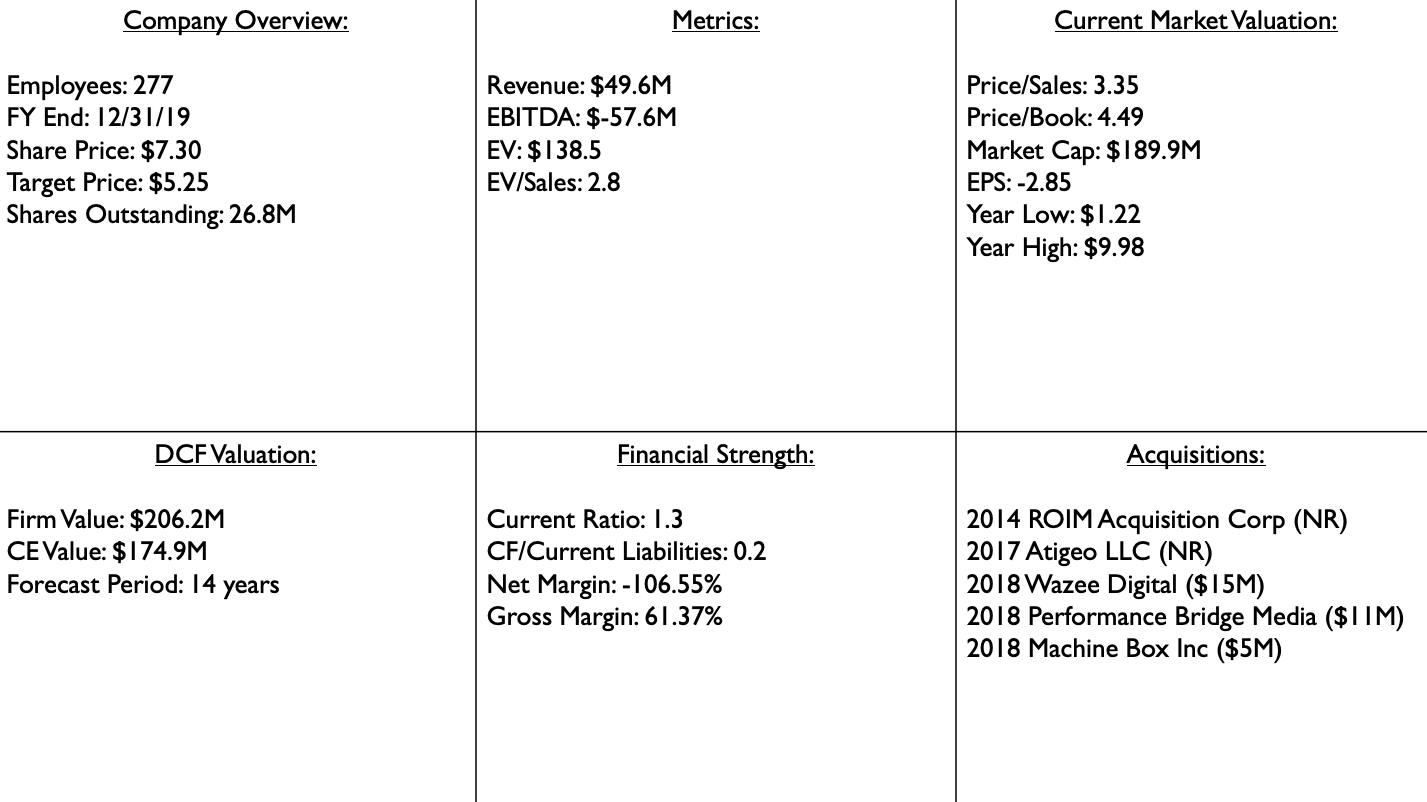 Company Overview:
Employees: 277
FY End: 12/31/19
Share Price: $7.30
Target Price: $5.25
Shares Outstanding: 26.8M
Metrics:
Revenue: $49.6M
EBITDA: $-57.6M
EV: $138.5
EV/Sales: 2.8
Current Market Valuation:
Price/Sales: 3.35
Price/Book: 4.49
Market Cap: $189.9M
EPS: -2.85
Year Low: $1.22
Year High: $9.98
DCF Valuation:
Firm Value: $206.2M
CE Value: $174.9M
Forecast Period: 14 years
Financial Strength:
Current Ratio: 1.3
CF/Current Liabilities: 0.2
Net Margin: -106.55%
Gross Margin: 61.37%
Acquisitions:
2014 ROIM Acquisition Corp (NR)
2017 Atigeo LLC (NR)
2018 Wazee Digital ($15M)
2018 Performance Bridge Media ($11M)
2018 Machine Box Inc ($5M)